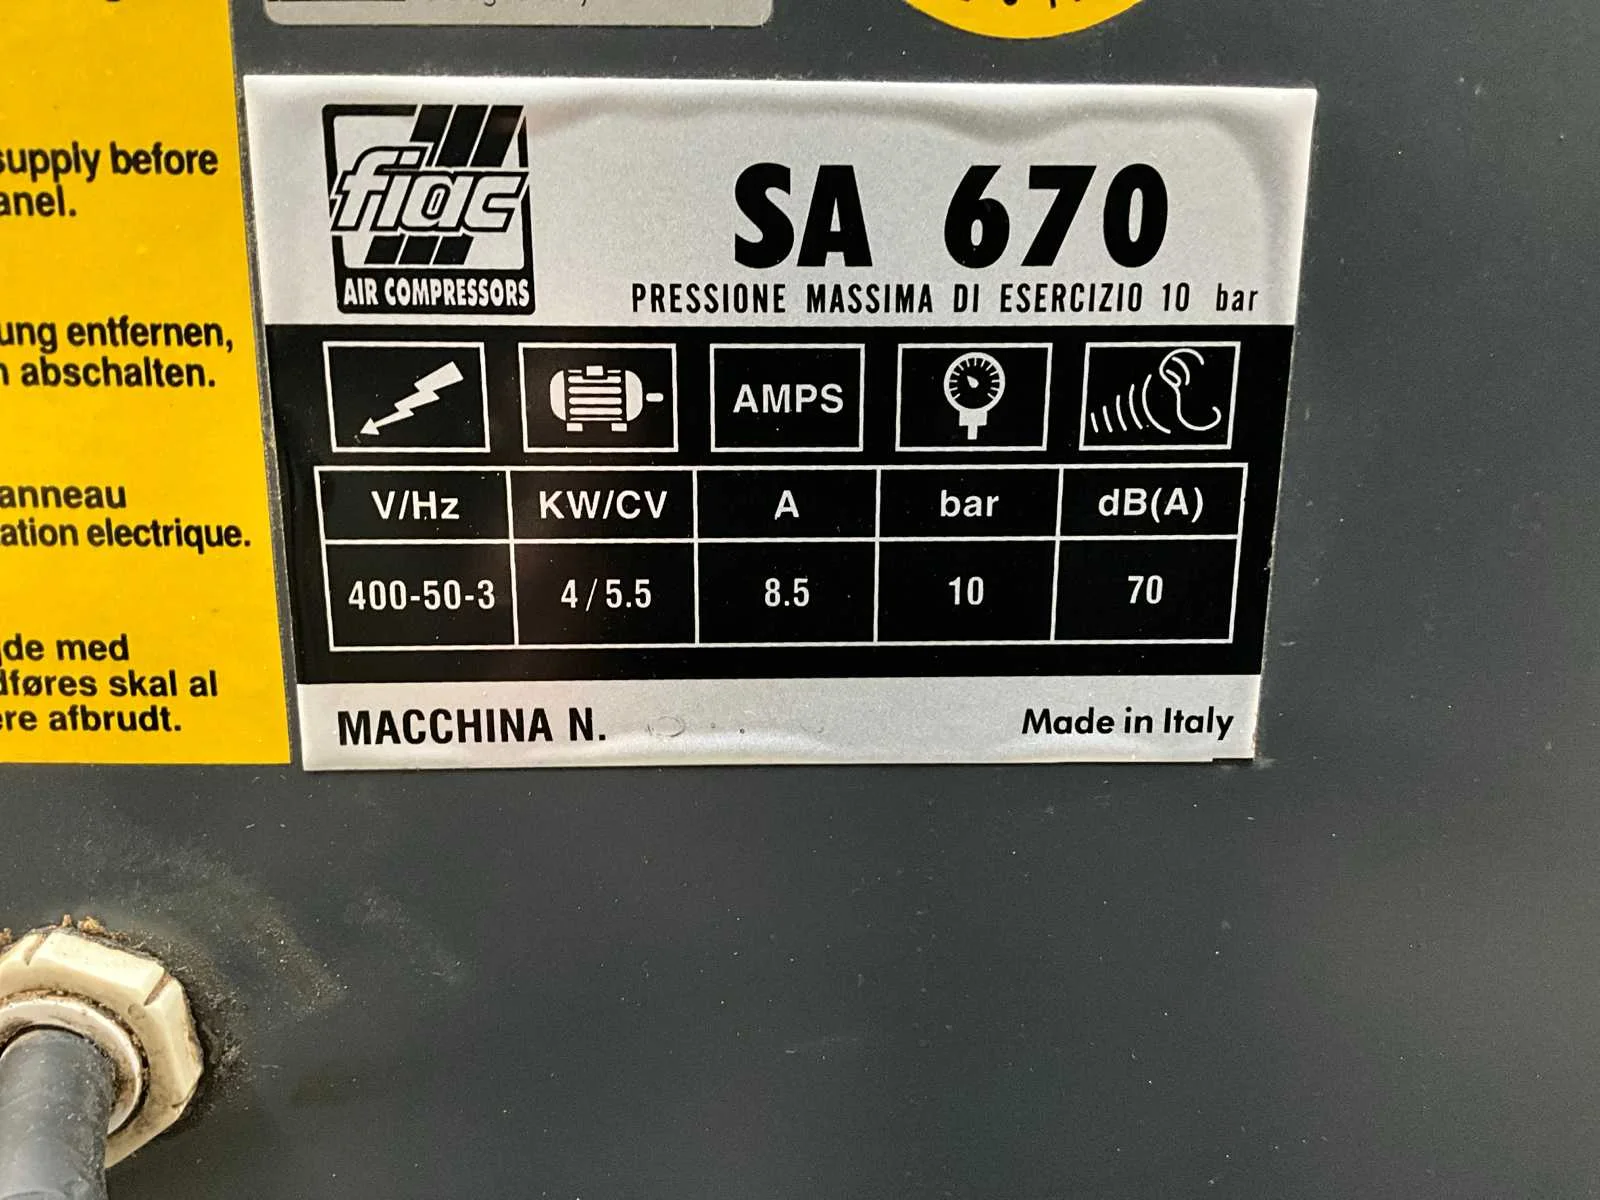 supply before
anel.
ung entfernen,
n abschalten.
anneau
ation electrique.
de med
dføres skal al
re afbrudt.
fiac
AIR COMPRESSORS
SA 670
PRESSIONE MASSIMA DI ESERCIZIO 10 bar
AMPS
V/Hz KW/CV A bar dB(A)
400-50-3 4/5.5 8.5 10 70
MACCHINA N. Made in Italy